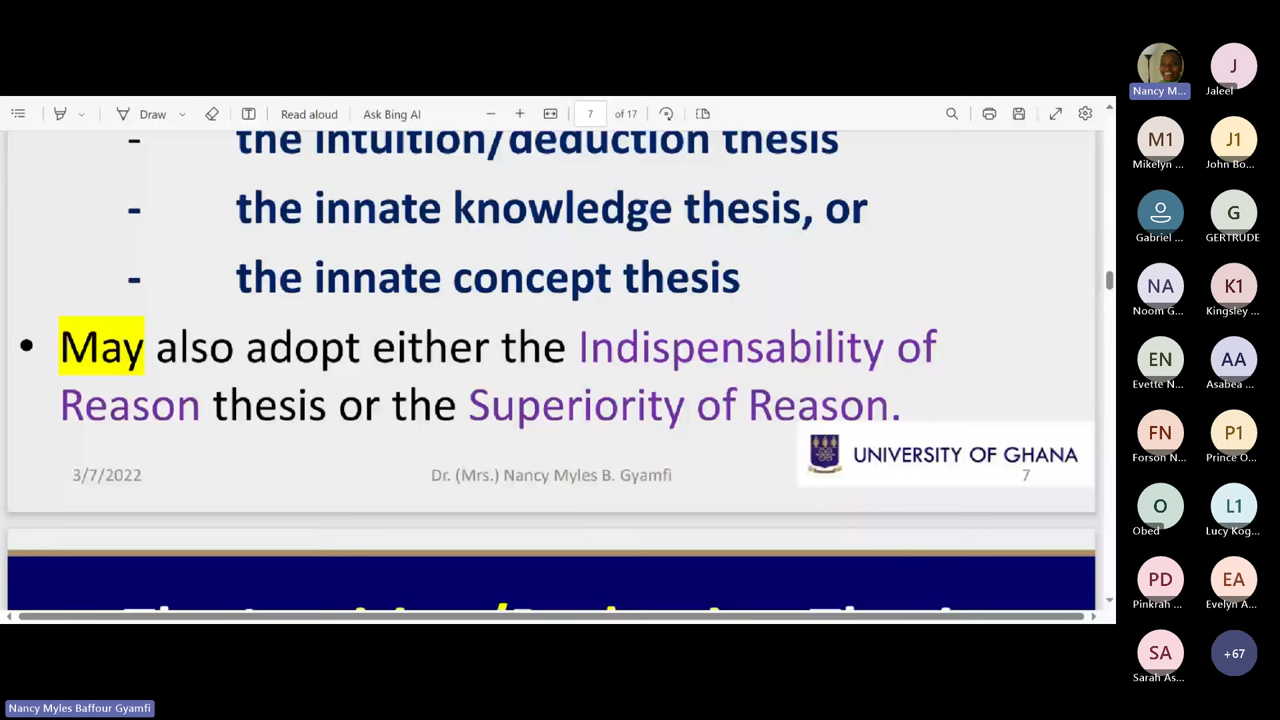 Draw
Read aloud
Ask Bing AI
7
of 17
- the intuition/deduction thesis
- the innate knowledge thesis, or
- the innate concept thesis
• May also adopt either the Indispensability of
Reason thesis or the Superiority of Reason.
UNIVERSITY OF GHANA
3/7/2022
Dr. (Mrs.) Nancy Myles B. Gyamfi
7
Nancy Myles Baffour Gyamfi
Nancy M...
J
Jaleel
M1
Mikelyn ...
J1
John Bo...
Gabriel ...
G
GERTRUDE
NA
Noom G...
K1
Kingsley ...
EN
Evette N...
AA
Asabea ...
FN
Forson N...
P1
Prince O...
O
Obed
L1
Lucy Kog...
PD
Pinkrah ...
EA
Evelyn A...
SA
Sarah As...
+67